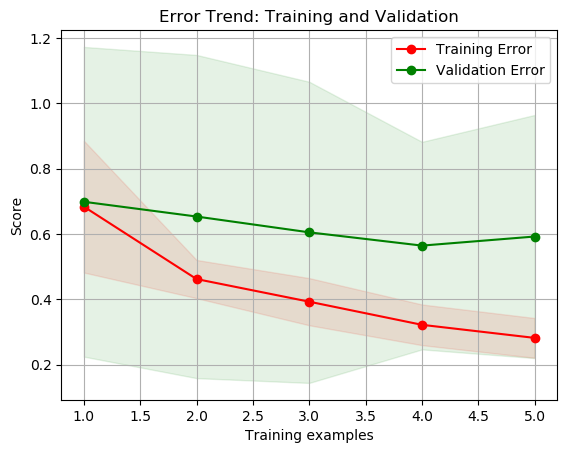 Error Trend: Training and Validation
Training Error
Validation Error
Score
1.2
1.0
0.8
0.6
0.4
0.2
1.0 1.5 2.0 2.5 3.0 3.5 4.0 4.5 5.0
Training examples